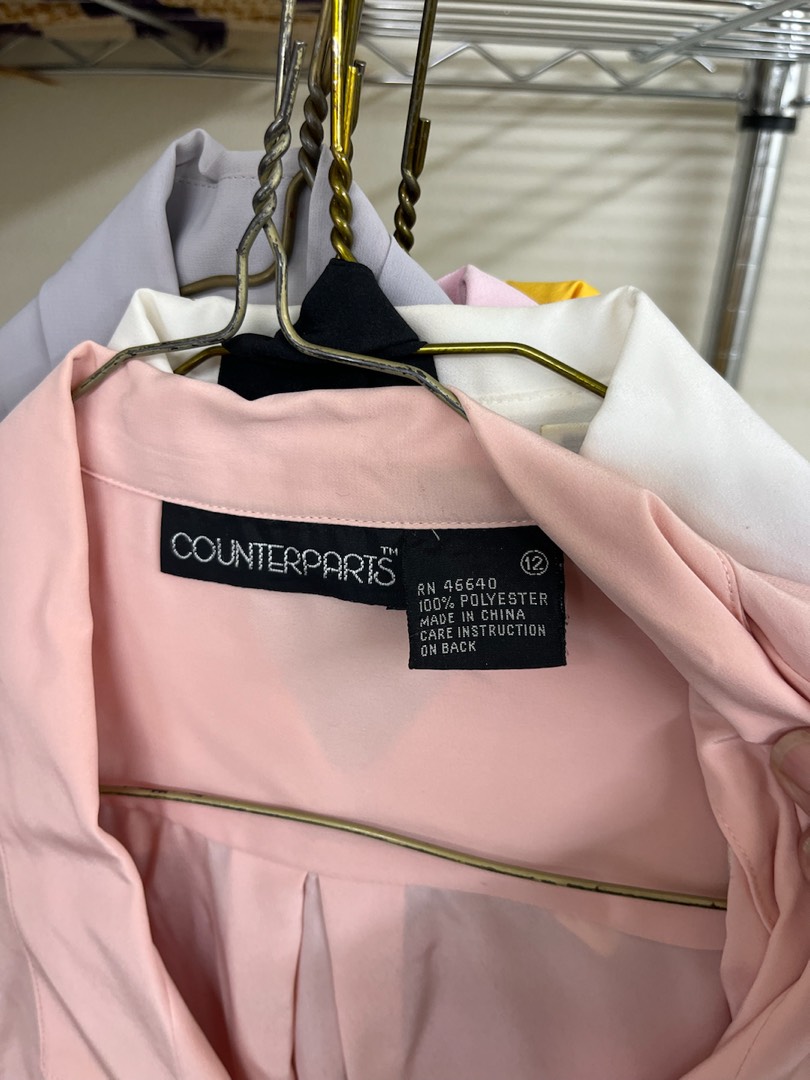 COUNTERPARTS™
12
RN 46640
100% POLYESTER
MADE IN CHINA
CARE INSTRUCTION
ON BACK